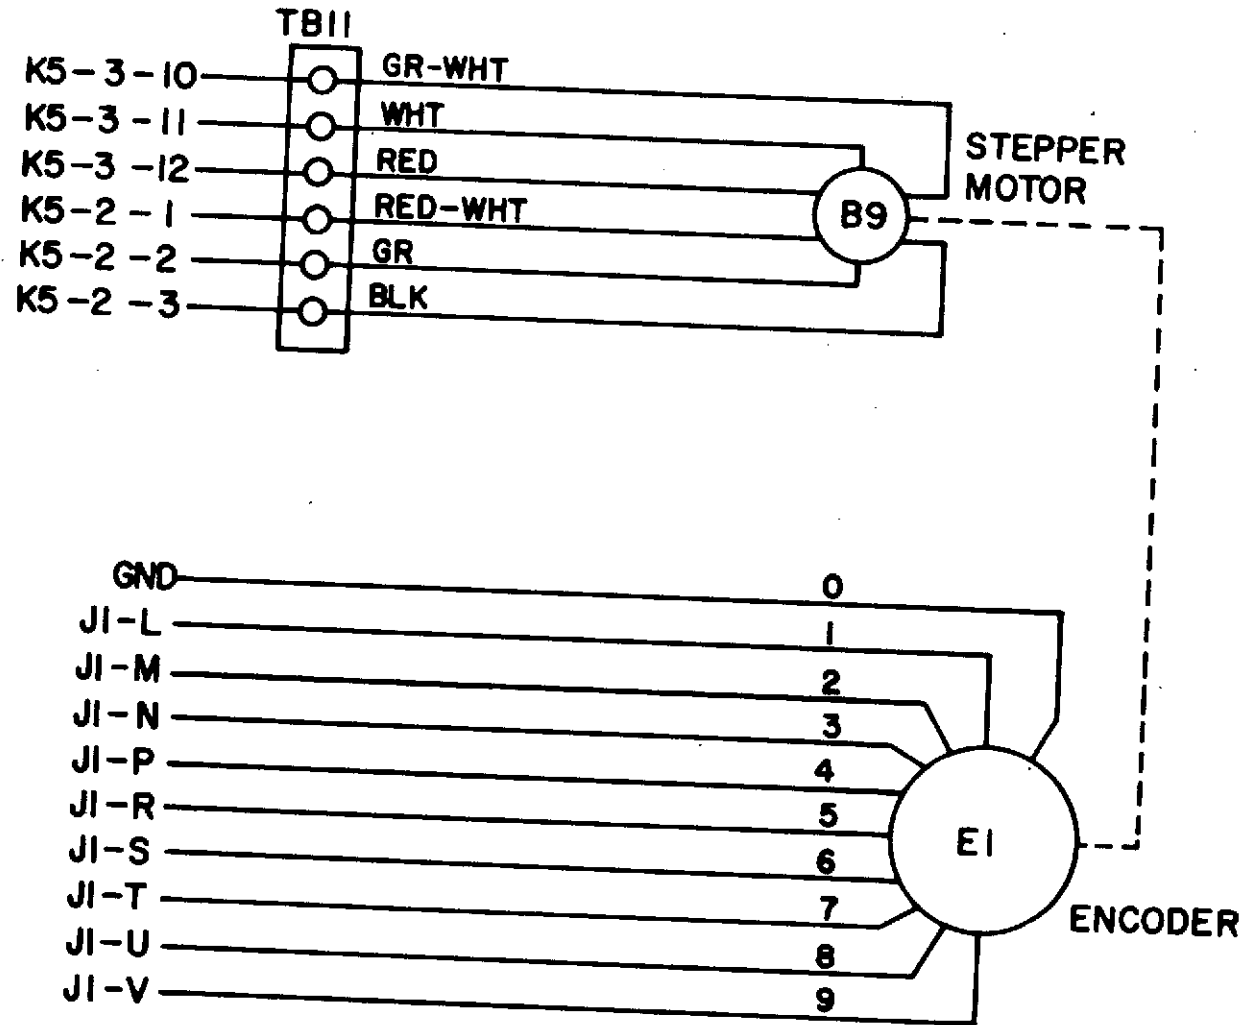 TB11
K5-3-10 GR-WHT
K5-3-11 WHT
K5-3-12 RED
K5-2-1 RED-WHT
K5-2-2 GR
K5-2-3 BLK
B9
STEPPER
MOTOR
GND 0
J1-L 1
J1-M 2
J1-N 3
J1-P 4
J1-R 5
J1-S 6
J1-T 7
J1-U 8
J1-V 9
E1
ENCODER